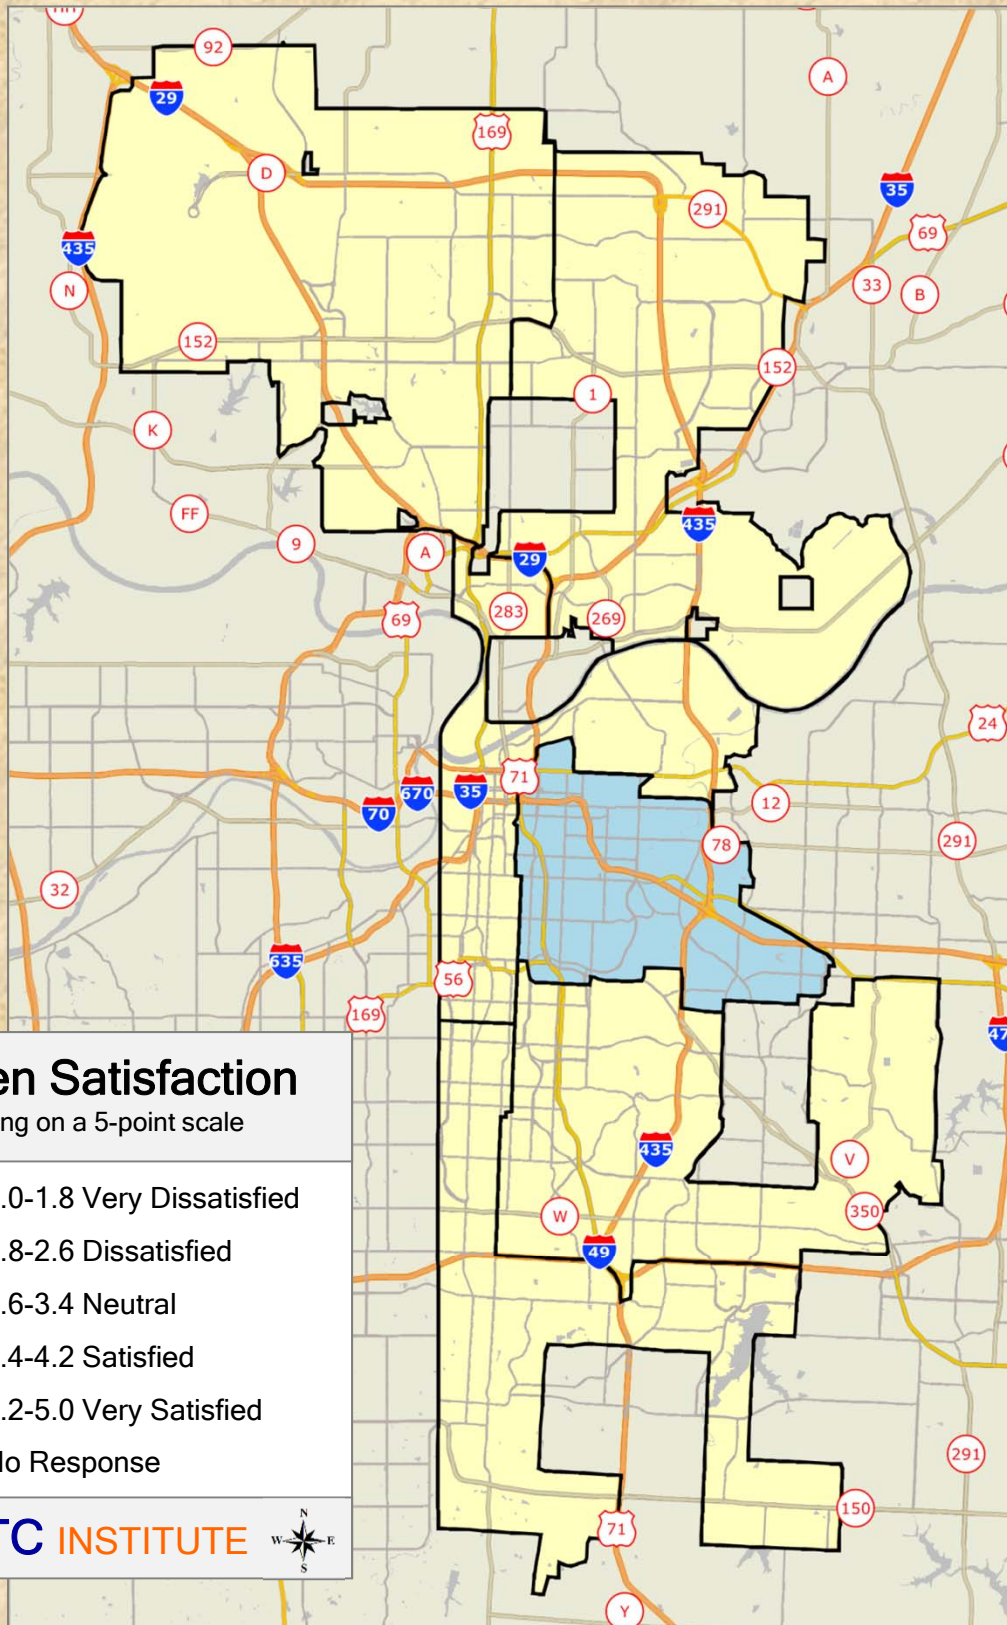 HH
92
A
29
169
D
35
291
69
435
N
33
B
152
152
1
K
FF
435
9
A
29
283
269
69
24
71
670
35
70
12
78
291
32
635
56
169
47
en Satisfaction
ng on a 5-point scale
.0-1.8 Very Dissatisfied
.8-2.6 Dissatisfied
.6-3.4 Neutral
.4-4.2 Satisfied
.2-5.0 Very Satisfied
o Response
TC INSTITUTE
N
W E
S
435
V
W
350
49
291
150
71
Y